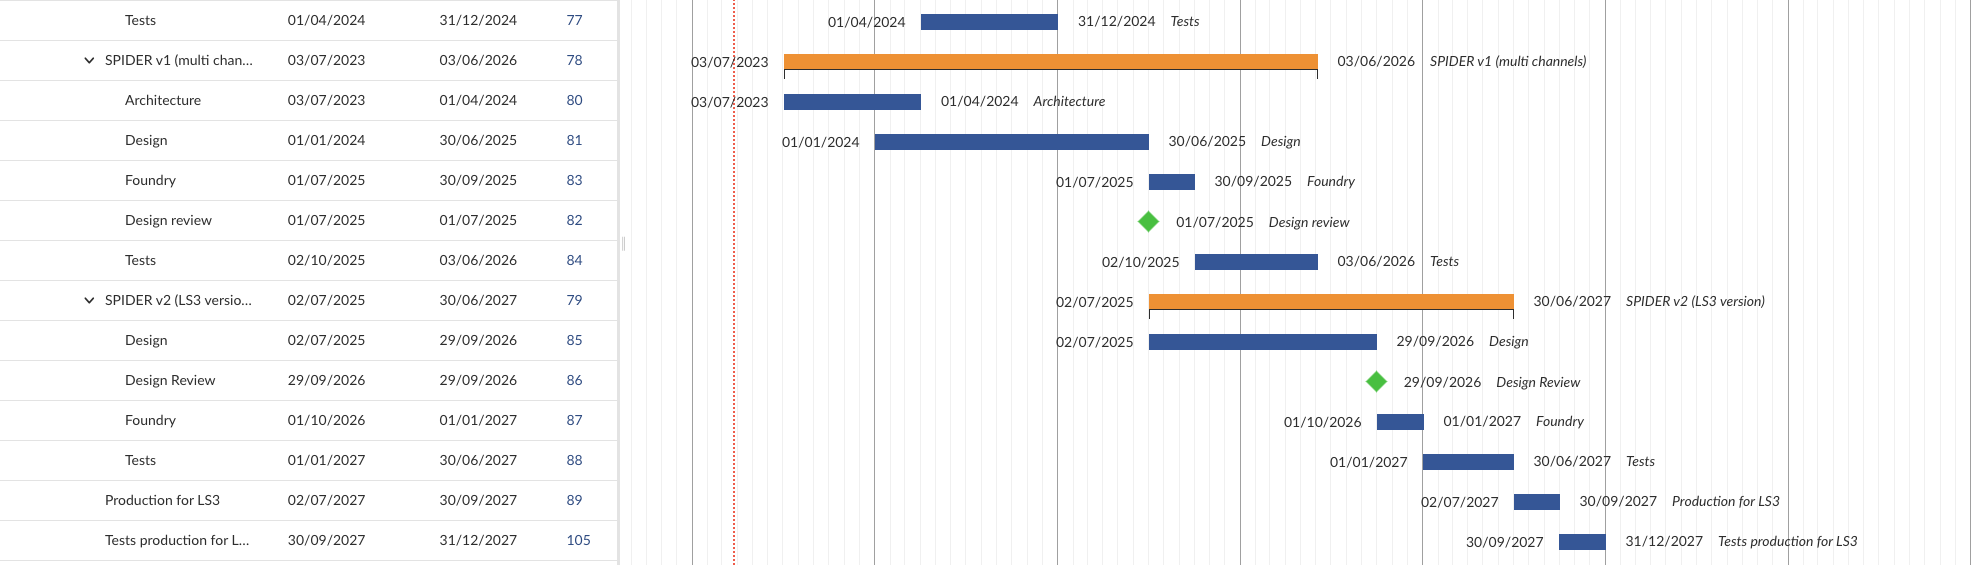 Tests 01/04/2024 31/12/2024 77 01/04/2024 31/12/2024 Tests
SPIDER v1 (multi chan... 03/07/2023 03/06/2026 78 03/07/2023 03/06/2026 SPIDER v1 (multi channels)
Architecture 03/07/2023 01/04/2024 80 03/07/2023 01/04/2024 Architecture
Design 01/01/2024 30/06/2025 81 01/01/2024 30/06/2025 Design
Foundry 01/07/2025 30/09/2025 83 01/07/2025 30/09/2025 Foundry
Design review 01/07/2025 01/07/2025 82 01/07/2025 Design review
Tests 02/10/2025 03/06/2026 84 02/10/2025 03/06/2026 Tests
SPIDER v2 (LS3 versio... 02/07/2025 30/06/2027 79 02/07/2025 30/06/2027 SPIDER v2 (LS3 version)
Design 02/07/2025 29/09/2026 85 02/07/2025 29/09/2026 Design
Design Review 29/09/2026 29/09/2026 86 29/09/2026 Design Review
Foundry 01/10/2026 01/01/2027 87 01/10/2026 01/01/2027 Foundry
Tests 01/01/2027 30/06/2027 88 01/01/2027 30/06/2027 Tests
Production for LS3 02/07/2027 30/09/2027 89 02/07/2027 30/09/2027 Production for LS3
Tests production for L... 30/09/2027 31/12/2027 105 30/09/2027 31/12/2027 Tests production for LS3